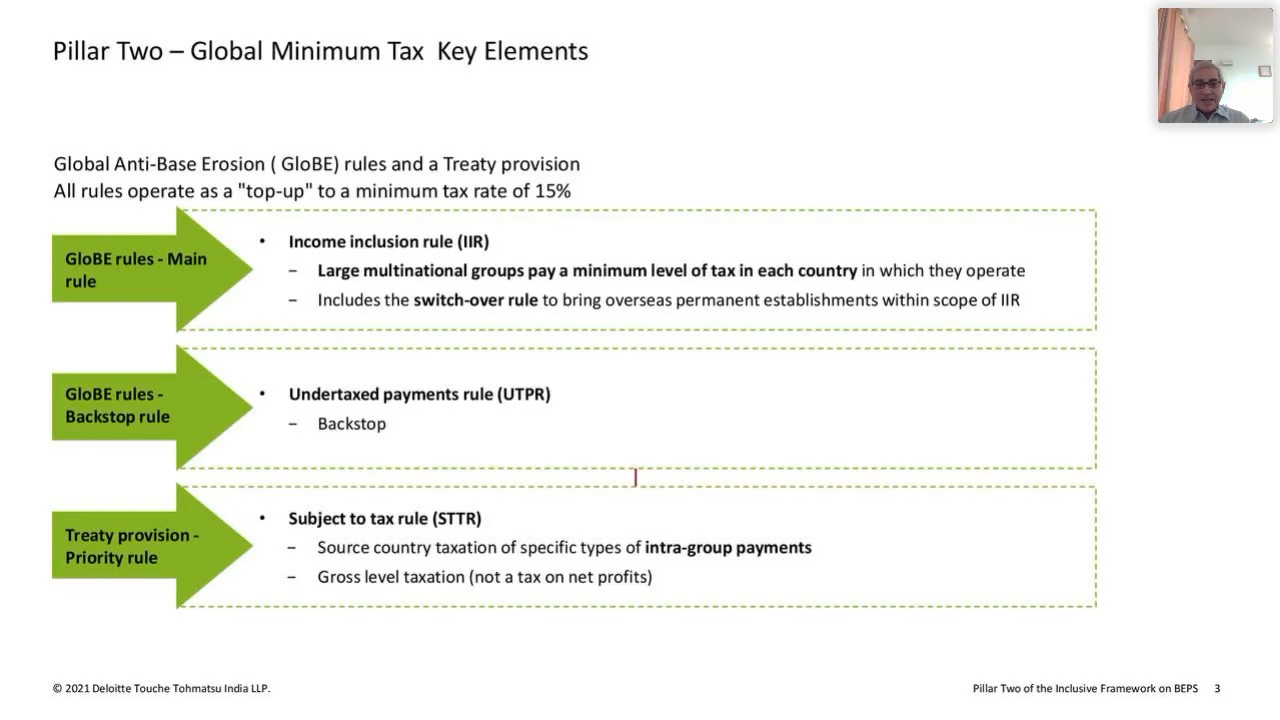 Pillar Two – Global Minimum Tax Key Elements
Global Anti-Base Erosion ( GloBE) rules and a Treaty provision
All rules operate as a "top-up" to a minimum tax rate of 15%
GloBE rules - Main
rule
• Income inclusion rule (IIR)
– Large multinational groups pay a minimum level of tax in each country in which they operate
– Includes the switch-over rule to bring overseas permanent establishments within scope of IIR
GloBE rules -
Backstop rule
• Undertaxed payments rule (UTPR)
– Backstop
Treaty provision -
Priority rule
• Subject to tax rule (STTR)
– Source country taxation of specific types of intra-group payments
– Gross level taxation (not a tax on net profits)
© 2021 Deloitte Touche Tohmatsu India LLP.
Pillar Two of the Inclusive Framework on BEPS 3